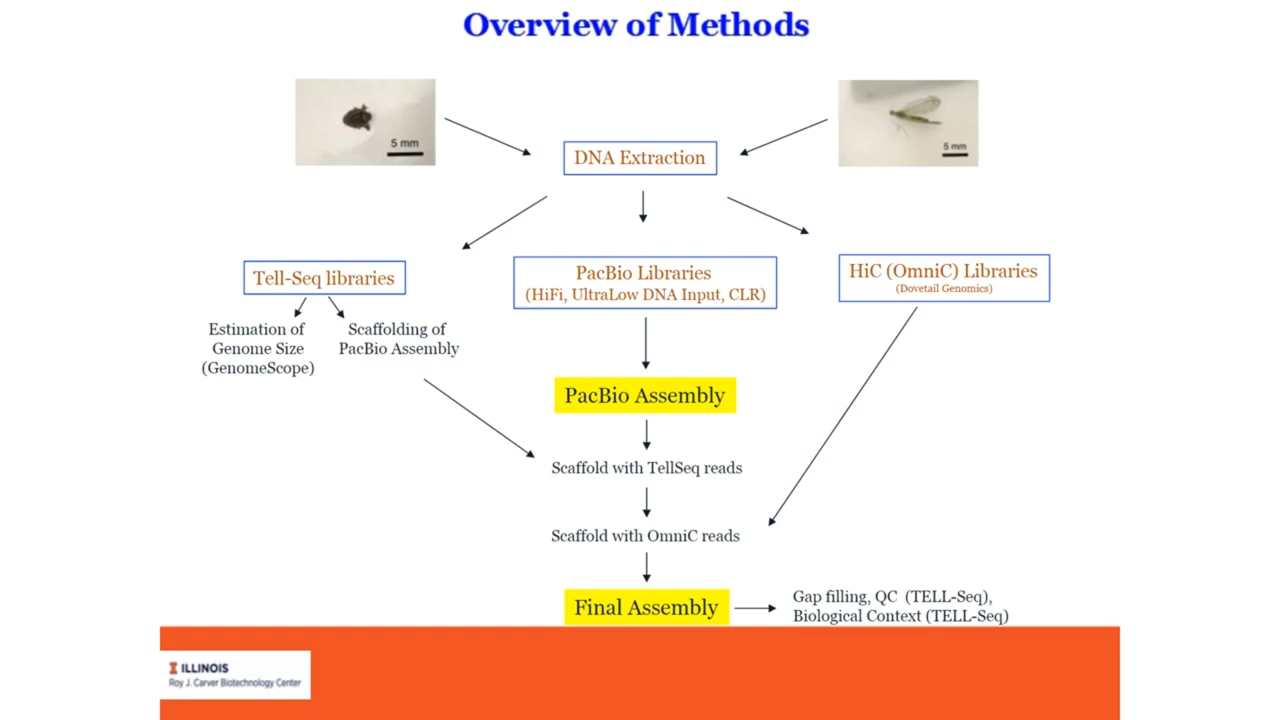 Overview of Methods
5 mm
5 mm
DNA Extraction
Tell-Seq libraries
PacBio Libraries
(HiFi, UltraLow DNA Input, CLR)
HiC (OmniC) Libraries
(Dovetail Genomics)
Estimation of
Genome Size
(GenomeScope)
Scaffolding of
PacBio Assembly
PacBio Assembly
Scaffold with TellSeq reads
Scaffold with OmniC reads
Final Assembly
Gap filling, QC (TELL-Seq),
Biological Context (TELL-Seq)
ILLINOIS
Roy J. Carver Biotechnology Center